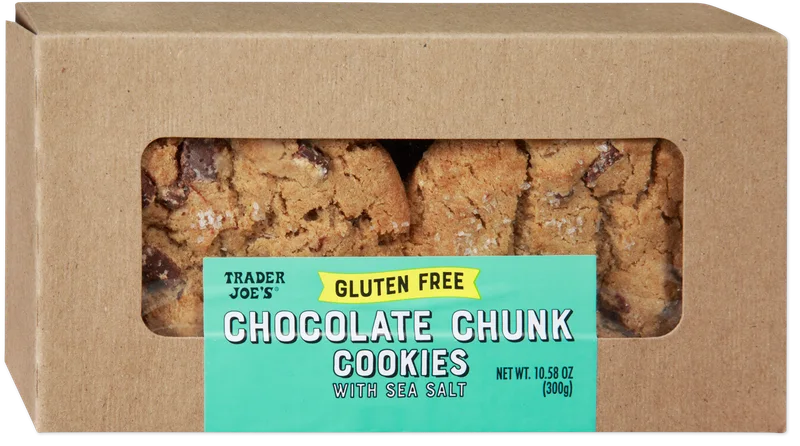 TRADER
JOE'S®
GLUTEN FREE
CHOCOLATE CHUNK
COOKIES
WITH SEA SALT
NET WT. 10.58 OZ
(300g)